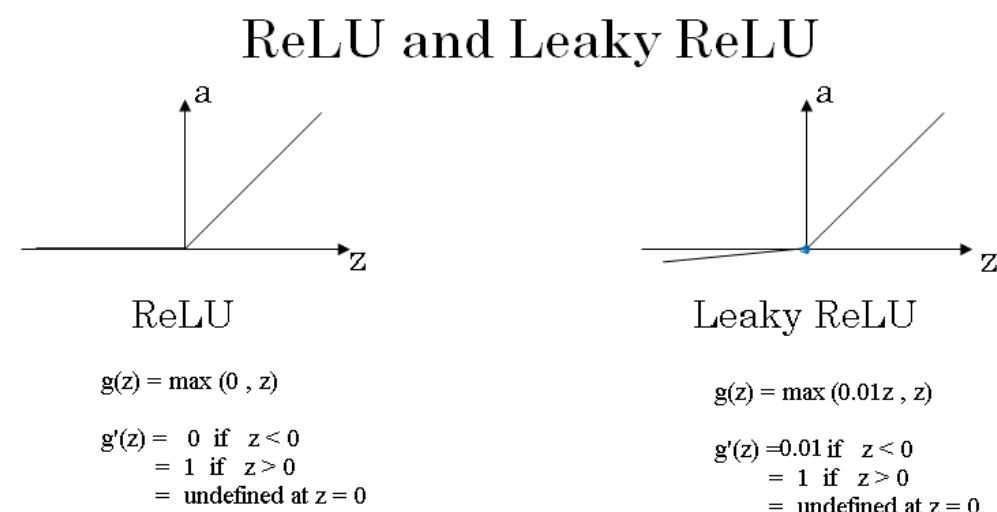 ReLU and Leaky ReLU
a
z
ReLU
g(z) = max (0 , z)
g'(z) = 0 if z < 0
= 1 if z > 0
= undefined at z = 0
a
z
Leaky ReLU
g(z) = max (0.01z , z)
g'(z) =0.01 if z < 0
= 1 if z > 0
= undefined at z = 0